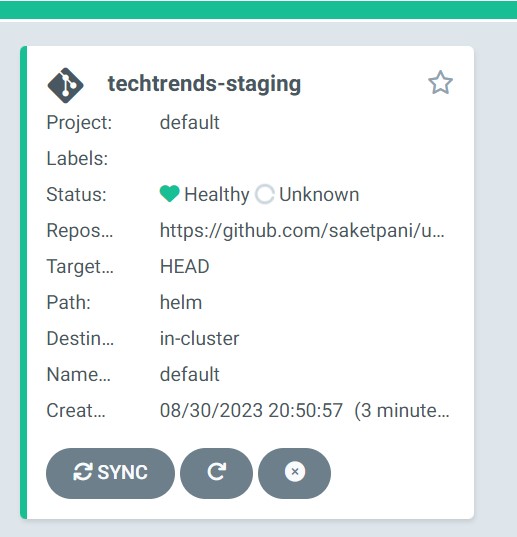 techtrends-staging
Project: default
Labels:
Status: Healthy Unknown
Repos... https://github.com/saketpani/u...
Target... HEAD
Path: helm
Destin... in-cluster
Name... default
Creat... 08/30/2023 20:50:57 (3 minute...
SYNC